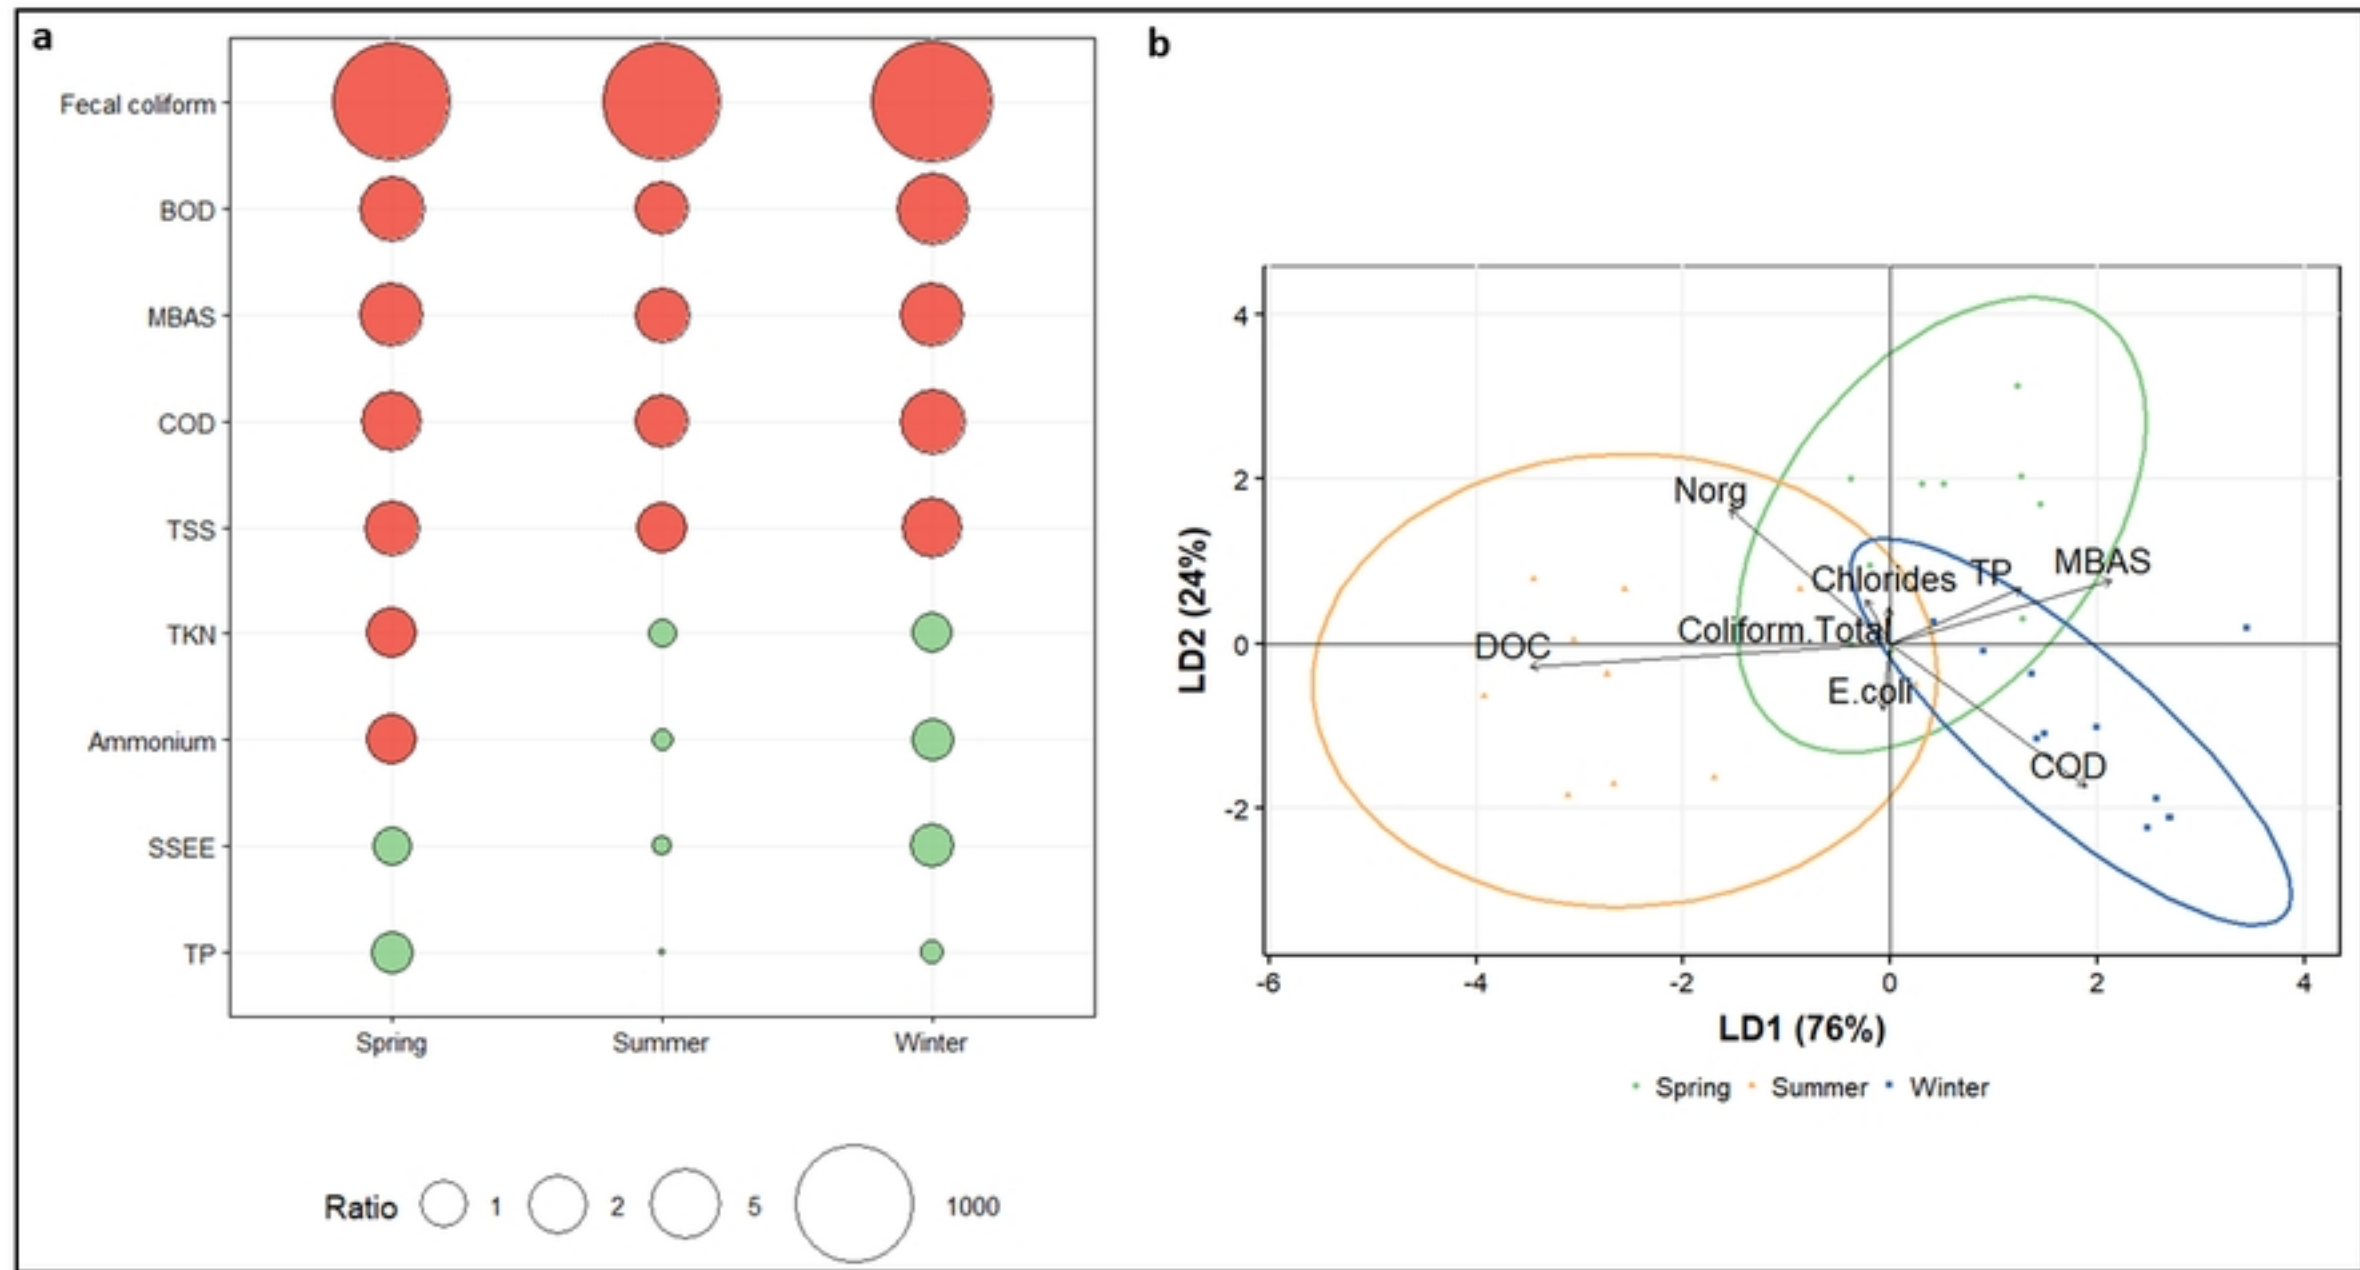 a
Fecal coliform
BOD
MBAS
COD
TSS
TKN
Ammonium
SSEE
TP
Spring Summer Winter
Ratio 1 2 5 1000
b
LD2 (24%)
4
2
0
-2
Norg
Chlorides TP MBAS
Coliform.Total
DOC
E.coli
COD
-6 -4 -2 0 2 4
LD1 (76%)
Spring Summer Winter